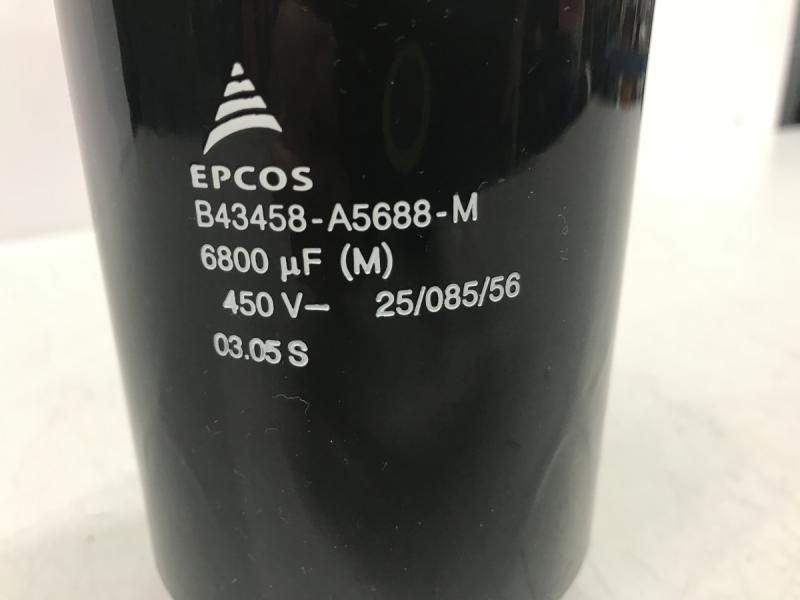 EPCOS
B43458-A5688-M
6800 µF (M)
450 V– 25/085/56
03.05 S